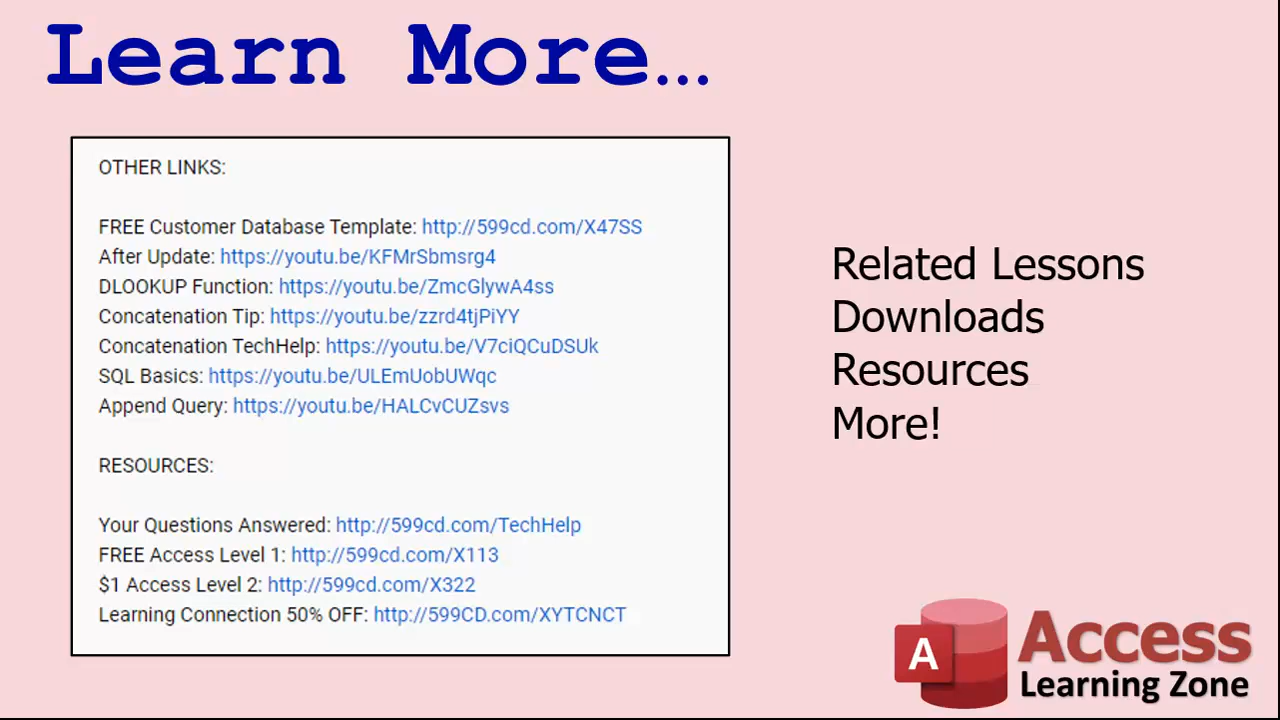 Learn More...
OTHER LINKS:
FREE Customer Database Template: http://599cd.com/X47SS
After Update: https://youtu.be/KFMrSbmsrg4
DLOOKUP Function: https://youtu.be/ZmcGlywA4ss
Concatenation Tip: https://youtu.be/zzrd4tjPiYY
Concatenation TechHelp: https://youtu.be/V7ciQCuDSUk
SQL Basics: https://youtu.be/ULEmUobUWqc
Append Query: https://youtu.be/HALCvCUZsvs
RESOURCES:
Your Questions Answered: http://599cd.com/TechHelp
FREE Access Level 1: http://599cd.com/X113
$1 Access Level 2: http://599cd.com/X322
Learning Connection 50% OFF: http://599CD.com/XYTCNCT
Related Lessons
Downloads
Resources
More!
A
Access
Learning Zone